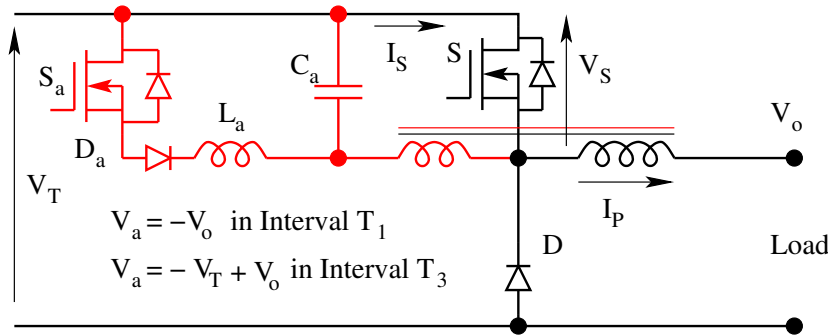 I_S
S
V_S
S_a
C_a
L_a
D_a
V_o
V_T
I_P
V_a = −V_o in Interval T_1
D
Load
V_a = − V_T + V_o in Interval T_3